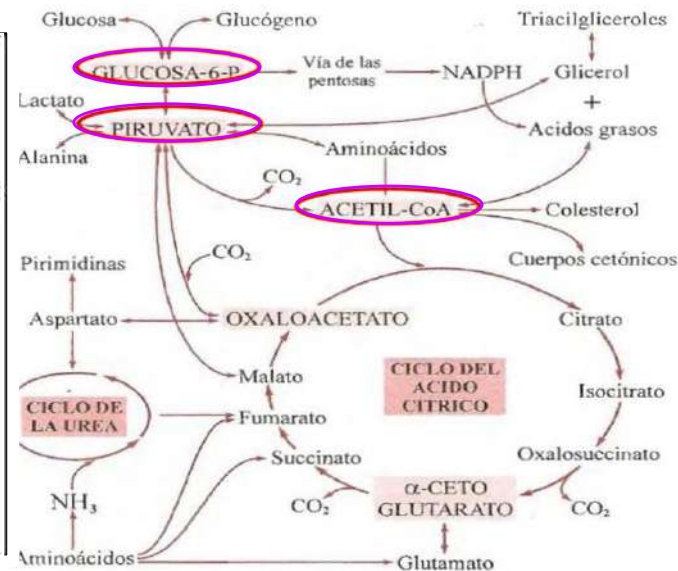 Glucosa
Glucógeno
Triacilgliceroles
GLUCOSA-6-P
Vía de las
pentosas
NADPH
Glicerol
+
Lactato
PIRUVATO
Acidos grasos
Alanina
Aminoácidos
CO₂
ACETIL-CoA
Colesterol
CO₂
Cuerpos cetónicos
Pirimidinas
Aspartato
OXALOACETATO
Citrato
Malato
CICLO DEL
ACIDO
CITRICO
CICLO DE
LA UREA
Fumarato
Isocitrato
Succinato
Oxalosuccinato
NH₃
CO₂
α-CETO
GLUTARATO
CO₂
Aminoácidos
Glutamato